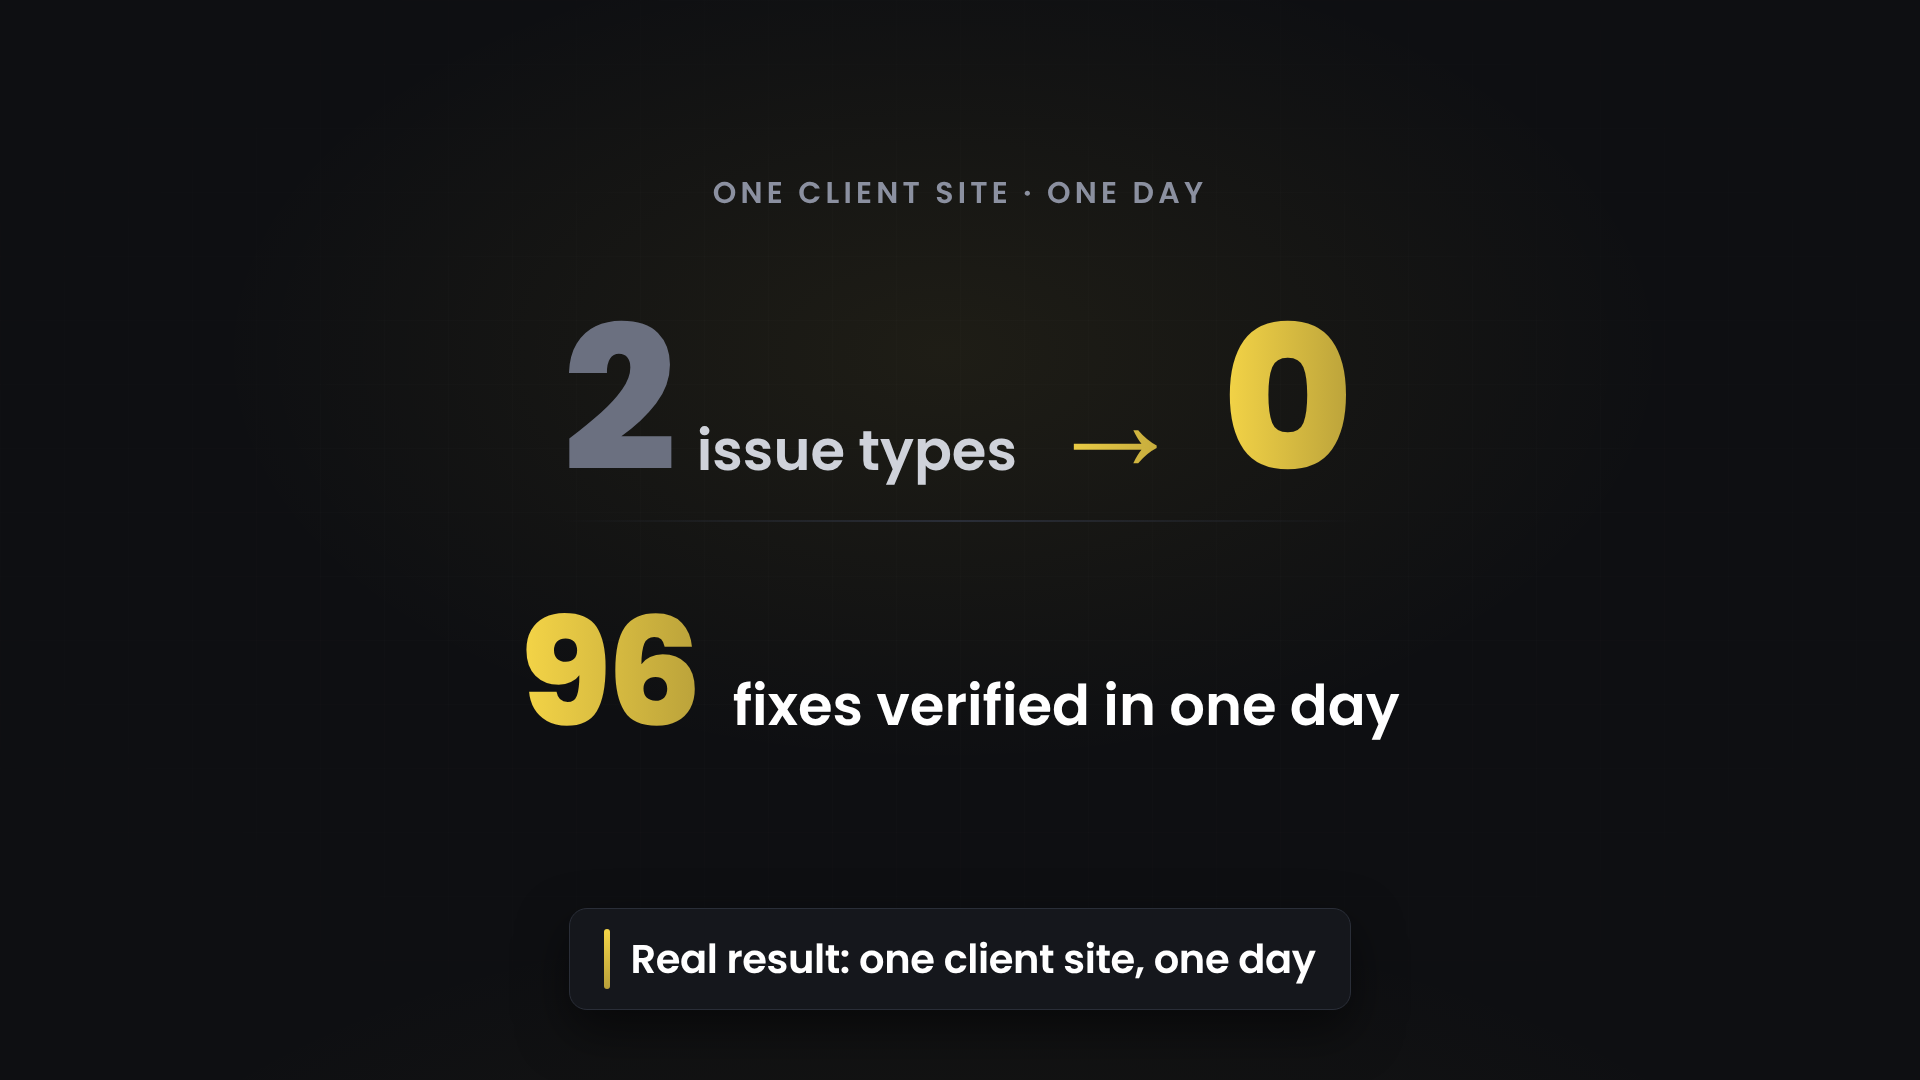 ONE CLIENT SITE · ONE DAY
2 issue types → 0
96 fixes verified in one day
Real result: one client site, one day